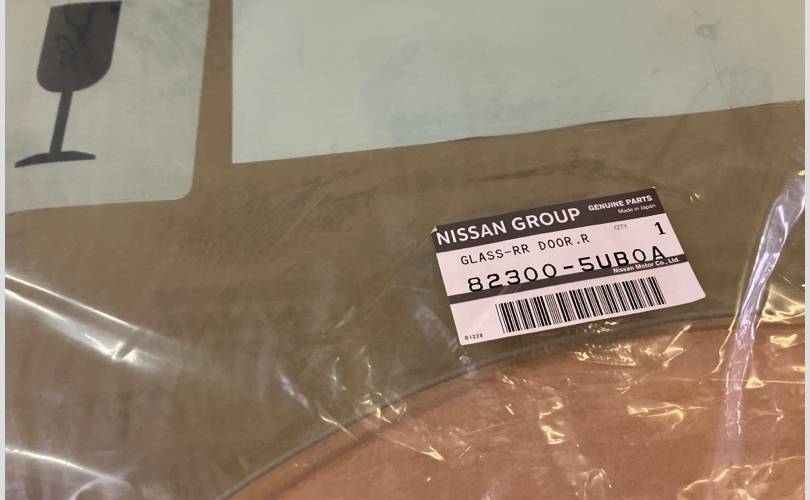 NISSAN GROUP GENUINE PARTS
Made in Japan
GLASS-RR DOOR.R QTY 1
82300-5UB0A
Nissan Motor Co., Ltd.
B1228